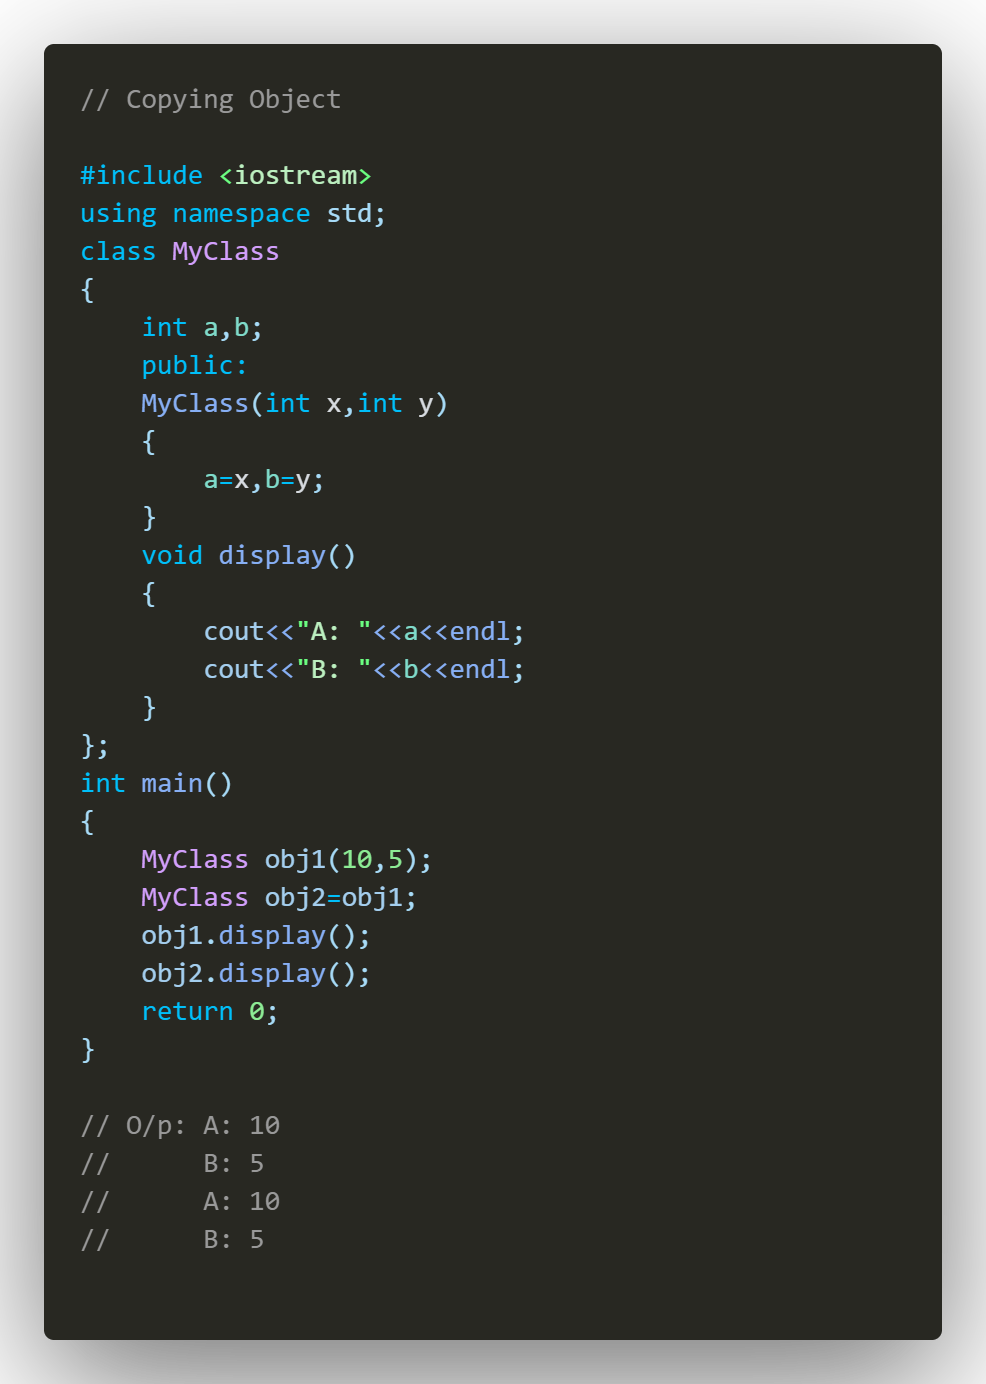 // Copying Object
#include <iostream>
using namespace std;
class MyClass
{
    int a,b;
    public:
    MyClass(int x,int y)
    {
        a=x,b=y;
    }
    void display()
    {
        cout<<"A: "<<a<<endl;
        cout<<"B: "<<b<<endl;
    }
};
int main()
{
    MyClass obj1(10,5);
    MyClass obj2=obj1;
    obj1.display();
    obj2.display();
    return 0;
}
// O/p: A: 10
//      B: 5
//      A: 10
//      B: 5